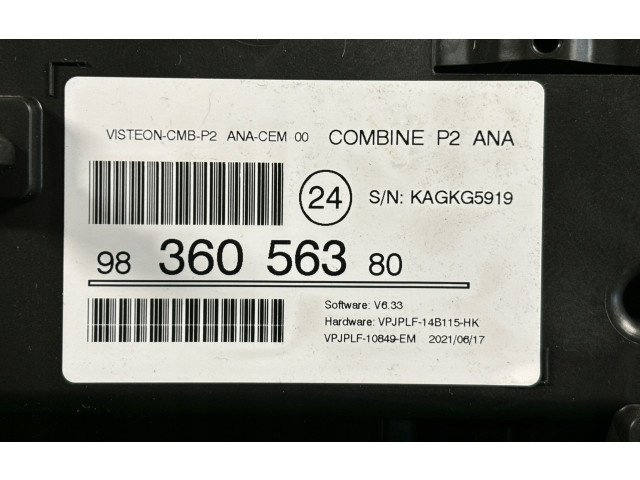 VISTEON-CMB-P2 ANA-CEM 00 COMBINE P2 ANA
24 S/N: KAGKG5919
98 360 563 80
Software: V6.33
Hardware: VPJPLF-14B115-HK
VPJPLF-10849-EM 2021/06/17